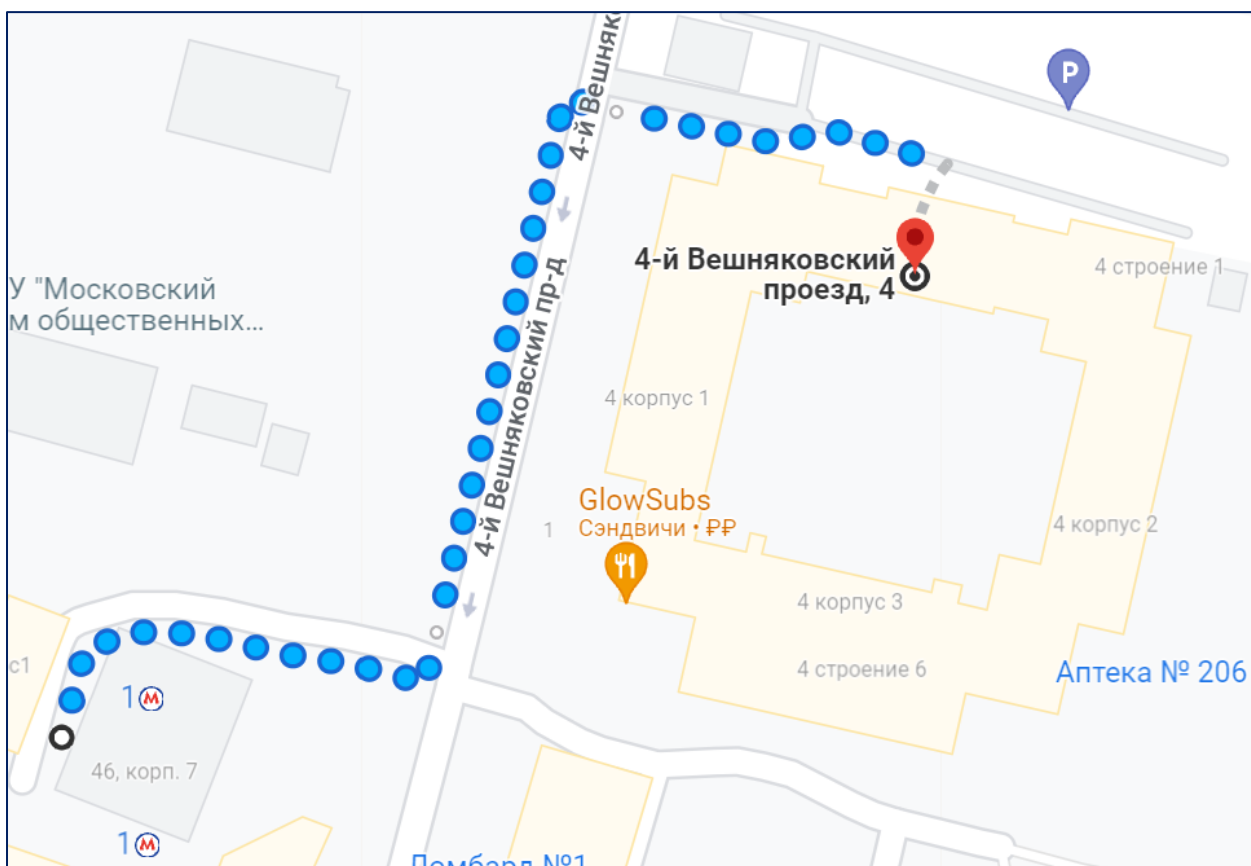 4-й Вешняко
P
4-й Вешняковский
проезд, 4
4 строение 1
У "Московский
м общественных...
4-й Вешняковский пр-д
4 корпус 1
GlowSubs
Сэндвичи • ₽₽
1
4 корпус 2
4 корпус 3
4 строение 6
Аптека № 206
с1
1 М
46, корп. 7
1 М
Ломбард №1